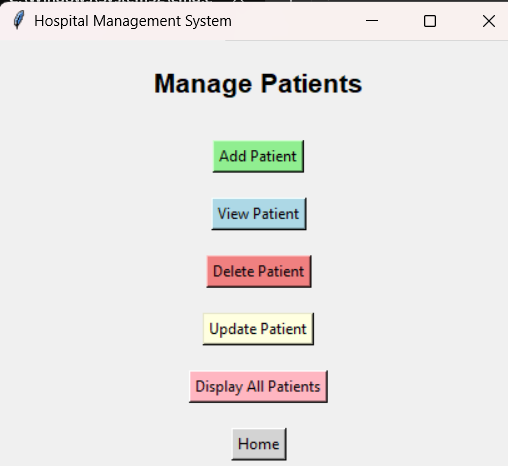 Hospital Management System
Manage Patients
Add Patient
View Patient
Delete Patient
Update Patient
Display All Patients
Home